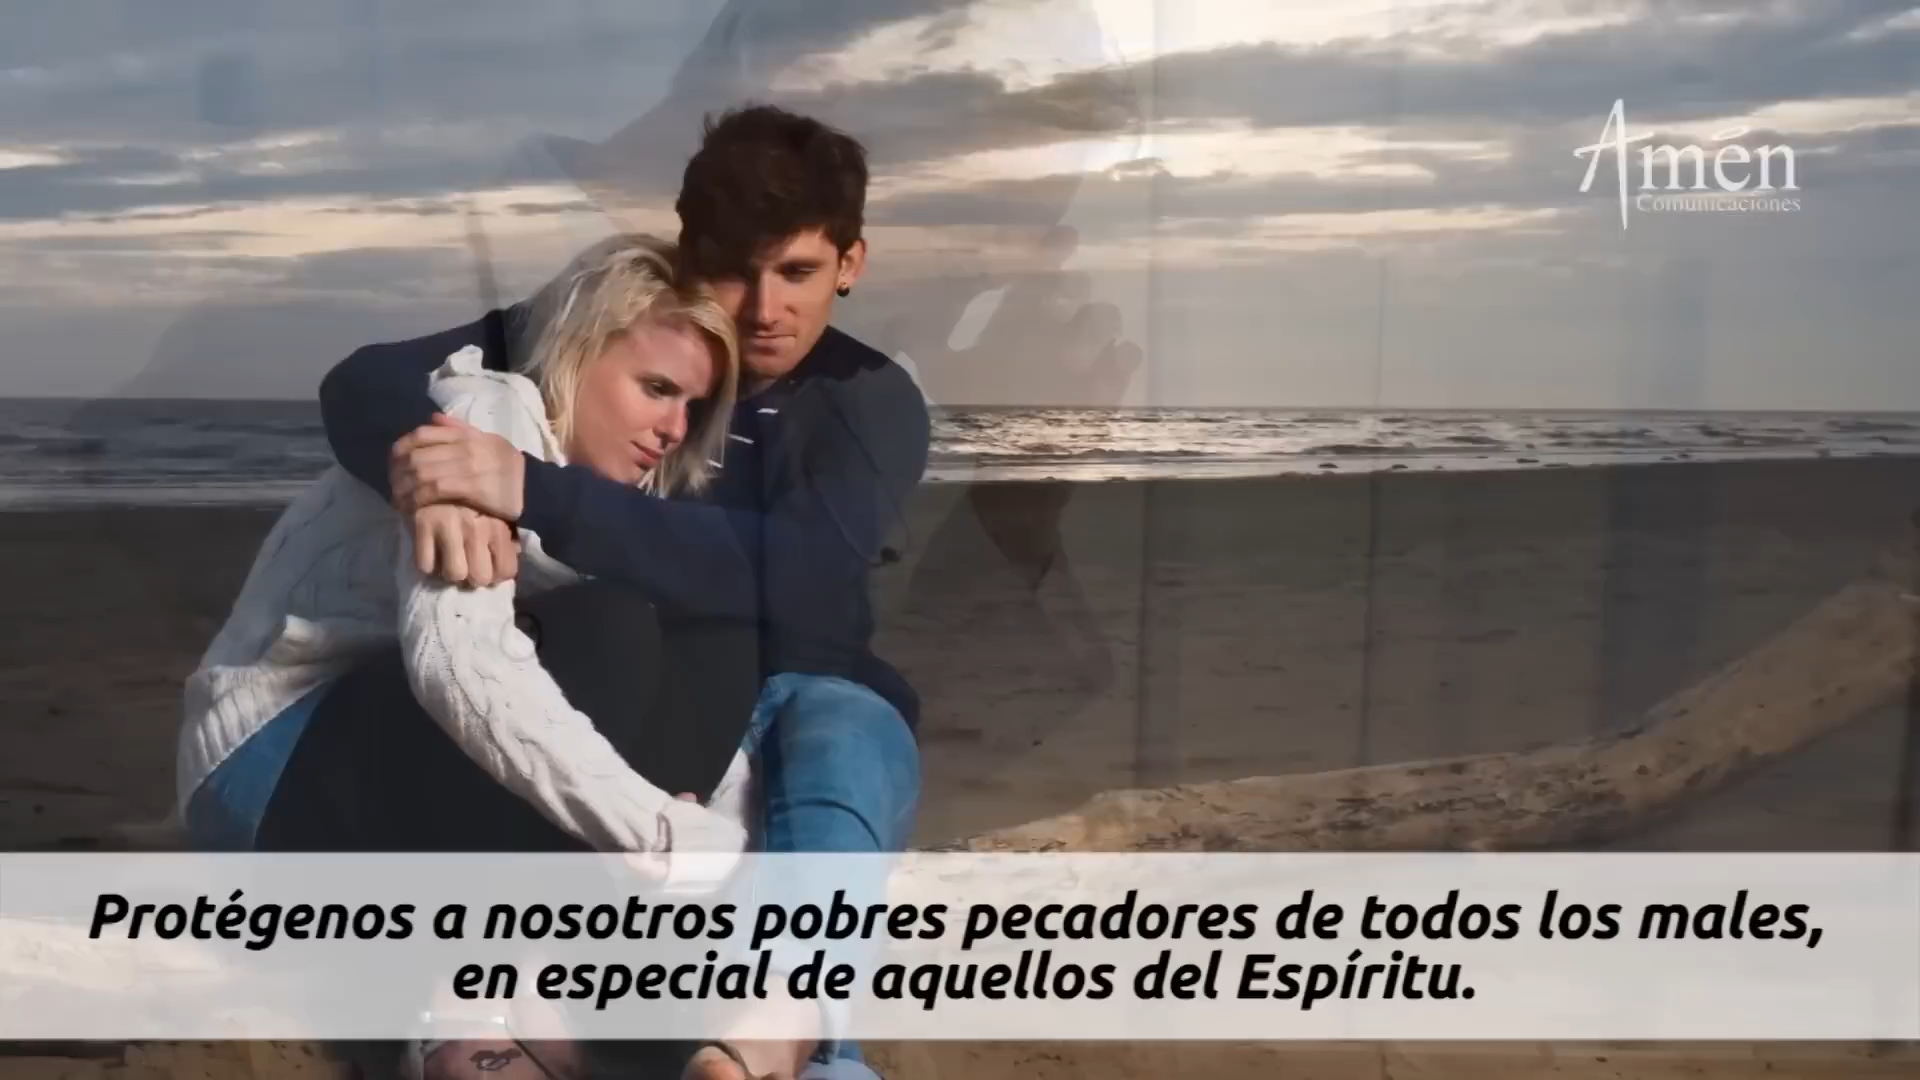 Amén
Comunicaciones
Protégenos a nosotros pobres pecadores de todos los males,
en especial de aquellos del Espíritu.